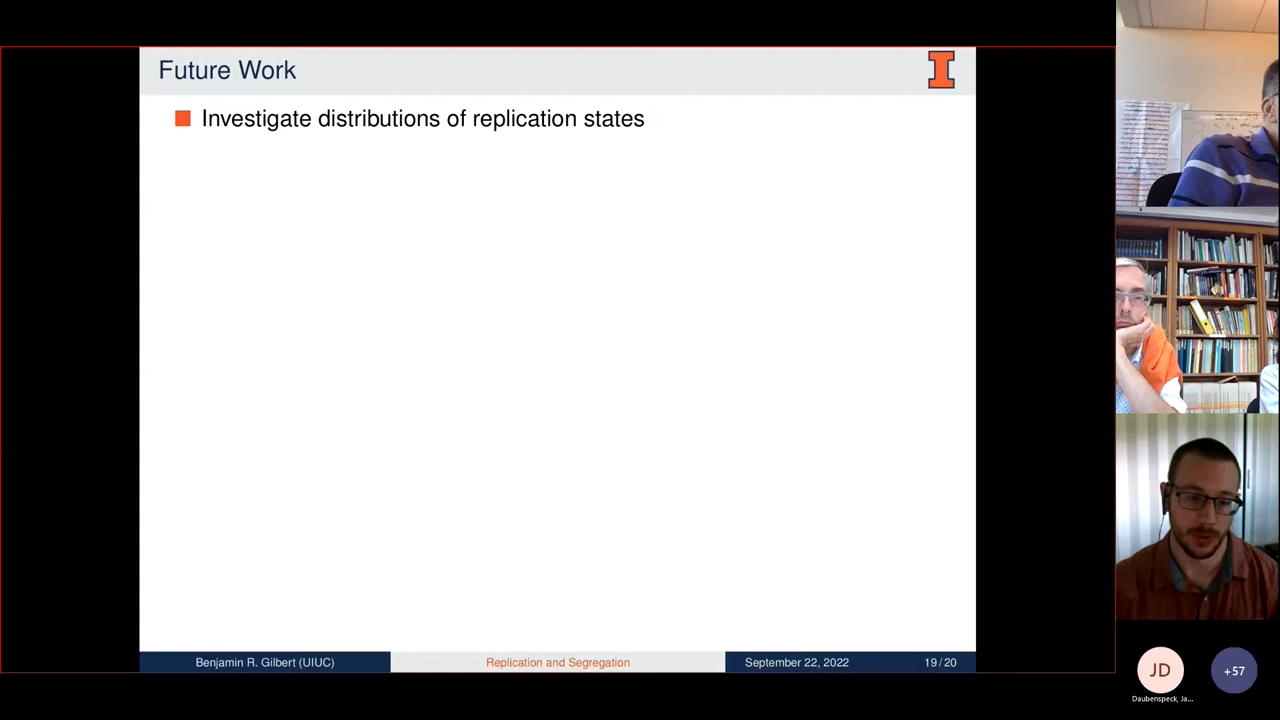 Future Work
Investigate distributions of replication states
Benjamin R. Gilbert (UIUC)
Replication and Segregation
September 22, 2022
19 / 20
JD
+57
Daubenspeck, Ja...